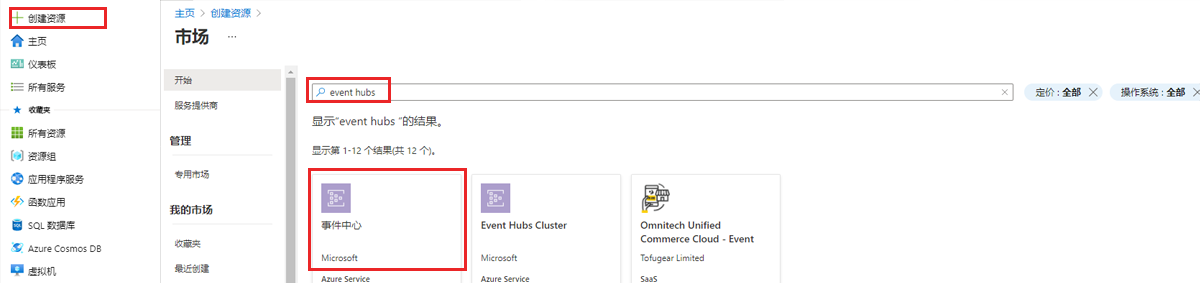 创建资源
主页
仪表板
所有服务
收藏夹
所有资源
资源组
应用程序服务
函数应用
SQL 数据库
Azure Cosmos DB
虚拟机
主页 > 创建资源 >
市场 ...
开始
服务提供商
管理
专用市场
我的市场
收藏夹
最近创建
event hubs
定价 : 全部
操作系统 : 全部
显示“event hubs ”的结果。
显示第 1-12 个结果(共 12 个)。
事件中心
Microsoft
Azure Service
Event Hubs Cluster
Microsoft
Azure Service
Omnitech Unified
Commerce Cloud - Event
Tofugear Limited
SaaS